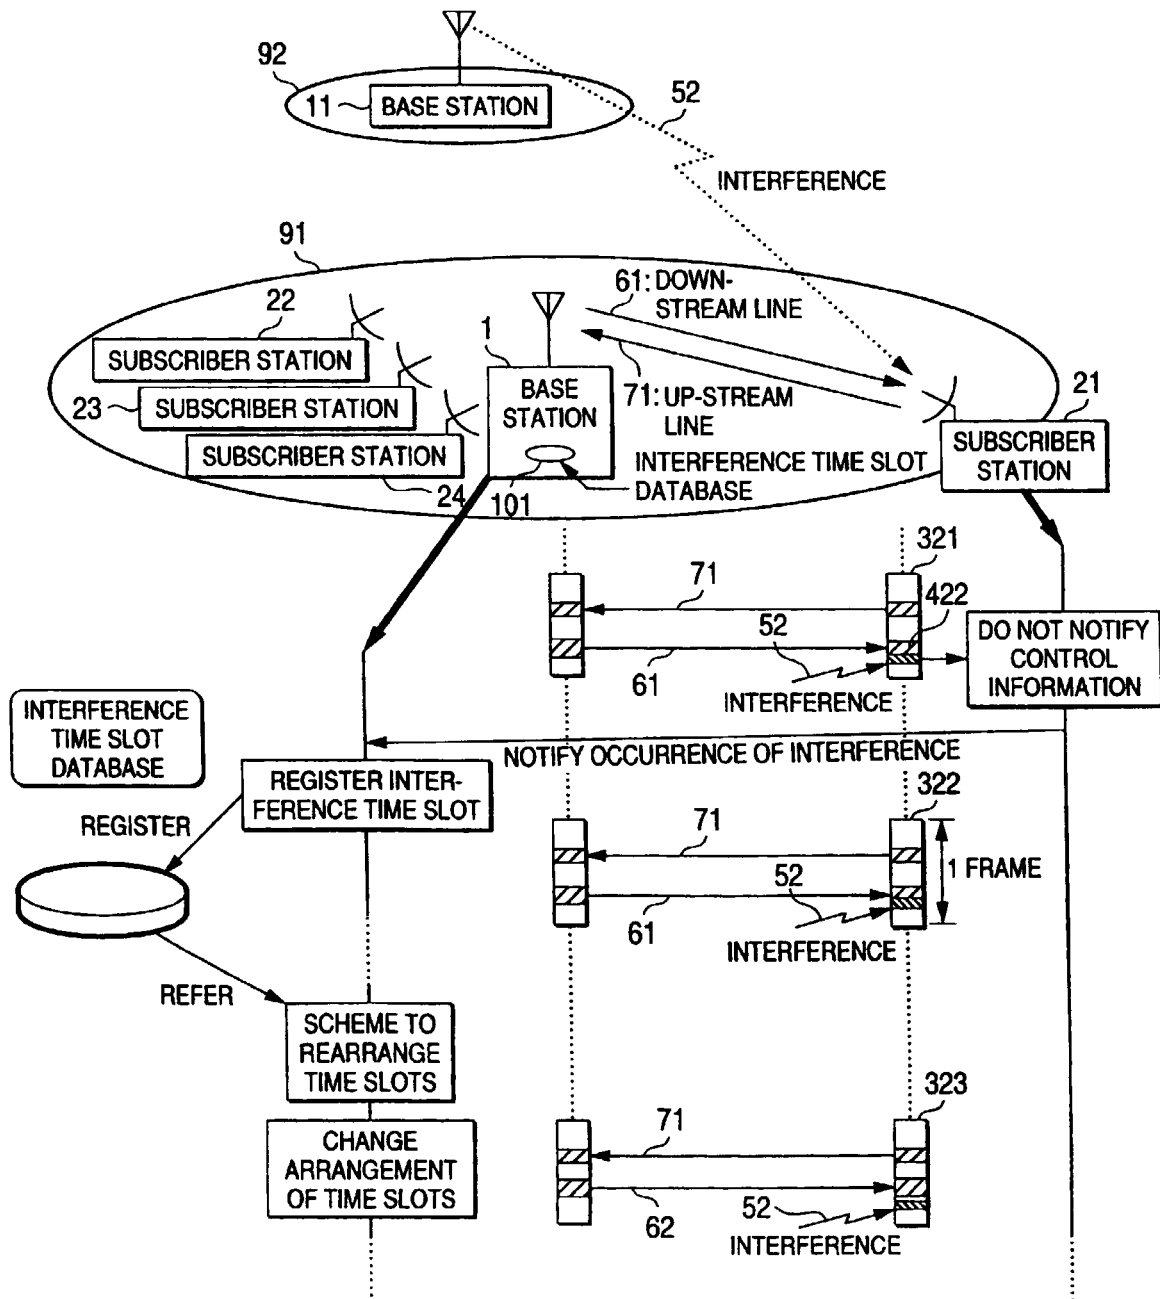 92
11
BASE STATION
52
INTERFERENCE
91
61: DOWN-
STREAM LINE
22
SUBSCRIBER STATION
1
BASE
STATION
71: UP-STREAM
LINE
21
23
SUBSCRIBER STATION
SUBSCRIBER
STATION
SUBSCRIBER STATION
INTERFERENCE TIME SLOT
DATABASE
24
101
321
71
422
DO NOT NOTIFY
CONTROL
INFORMATION
52
61
INTERFERENCE
INTERFERENCE
TIME SLOT
DATABASE
NOTIFY OCCURRENCE OF INTERFERENCE
REGISTER INTER-
FERENCE TIME SLOT
322
REGISTER
71
1 FRAME
52
61
INTERFERENCE
REFER
SCHEME TO
REARRANGE
TIME SLOTS
323
CHANGE
ARRANGEMENT
OF TIME SLOTS
71
62
52
INTERFERENCE